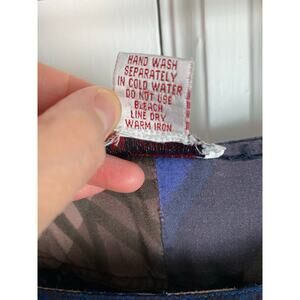 HAND WASH
SEPARATELY
IN COLD WATER
DO NOT USE
BLEACH
LINE DRY
WARM IRON